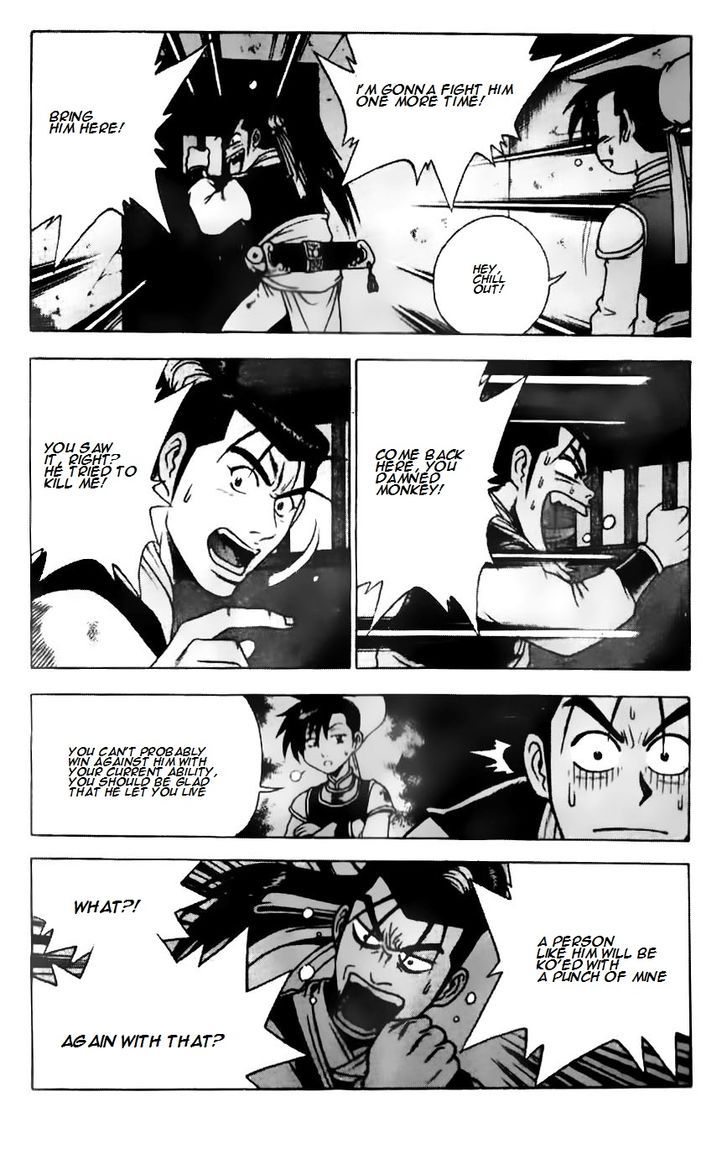 BRING
HIM HERE!
I'M GONNA FIGHT HIM
ONE MORE TIME!
HEY,
CHILL
OUT!
YOU SAW
IT, RIGHT?
HE TRIED TO
KILL ME!
COME BACK
HERE, YOU
DAMNED
MONKEY!
YOU CAN'T PROBABLY
WIN AGAINST HIM WITH
YOUR CURRENT ABILITY,
YOU SHOULD BE GLAD
THAT HE LET YOU LIVE
WHAT?!
AGAIN WITH THAT?
A PERSON
LIKE HIM WILL BE
KO'ED WITH
A PUNCH OF MINE